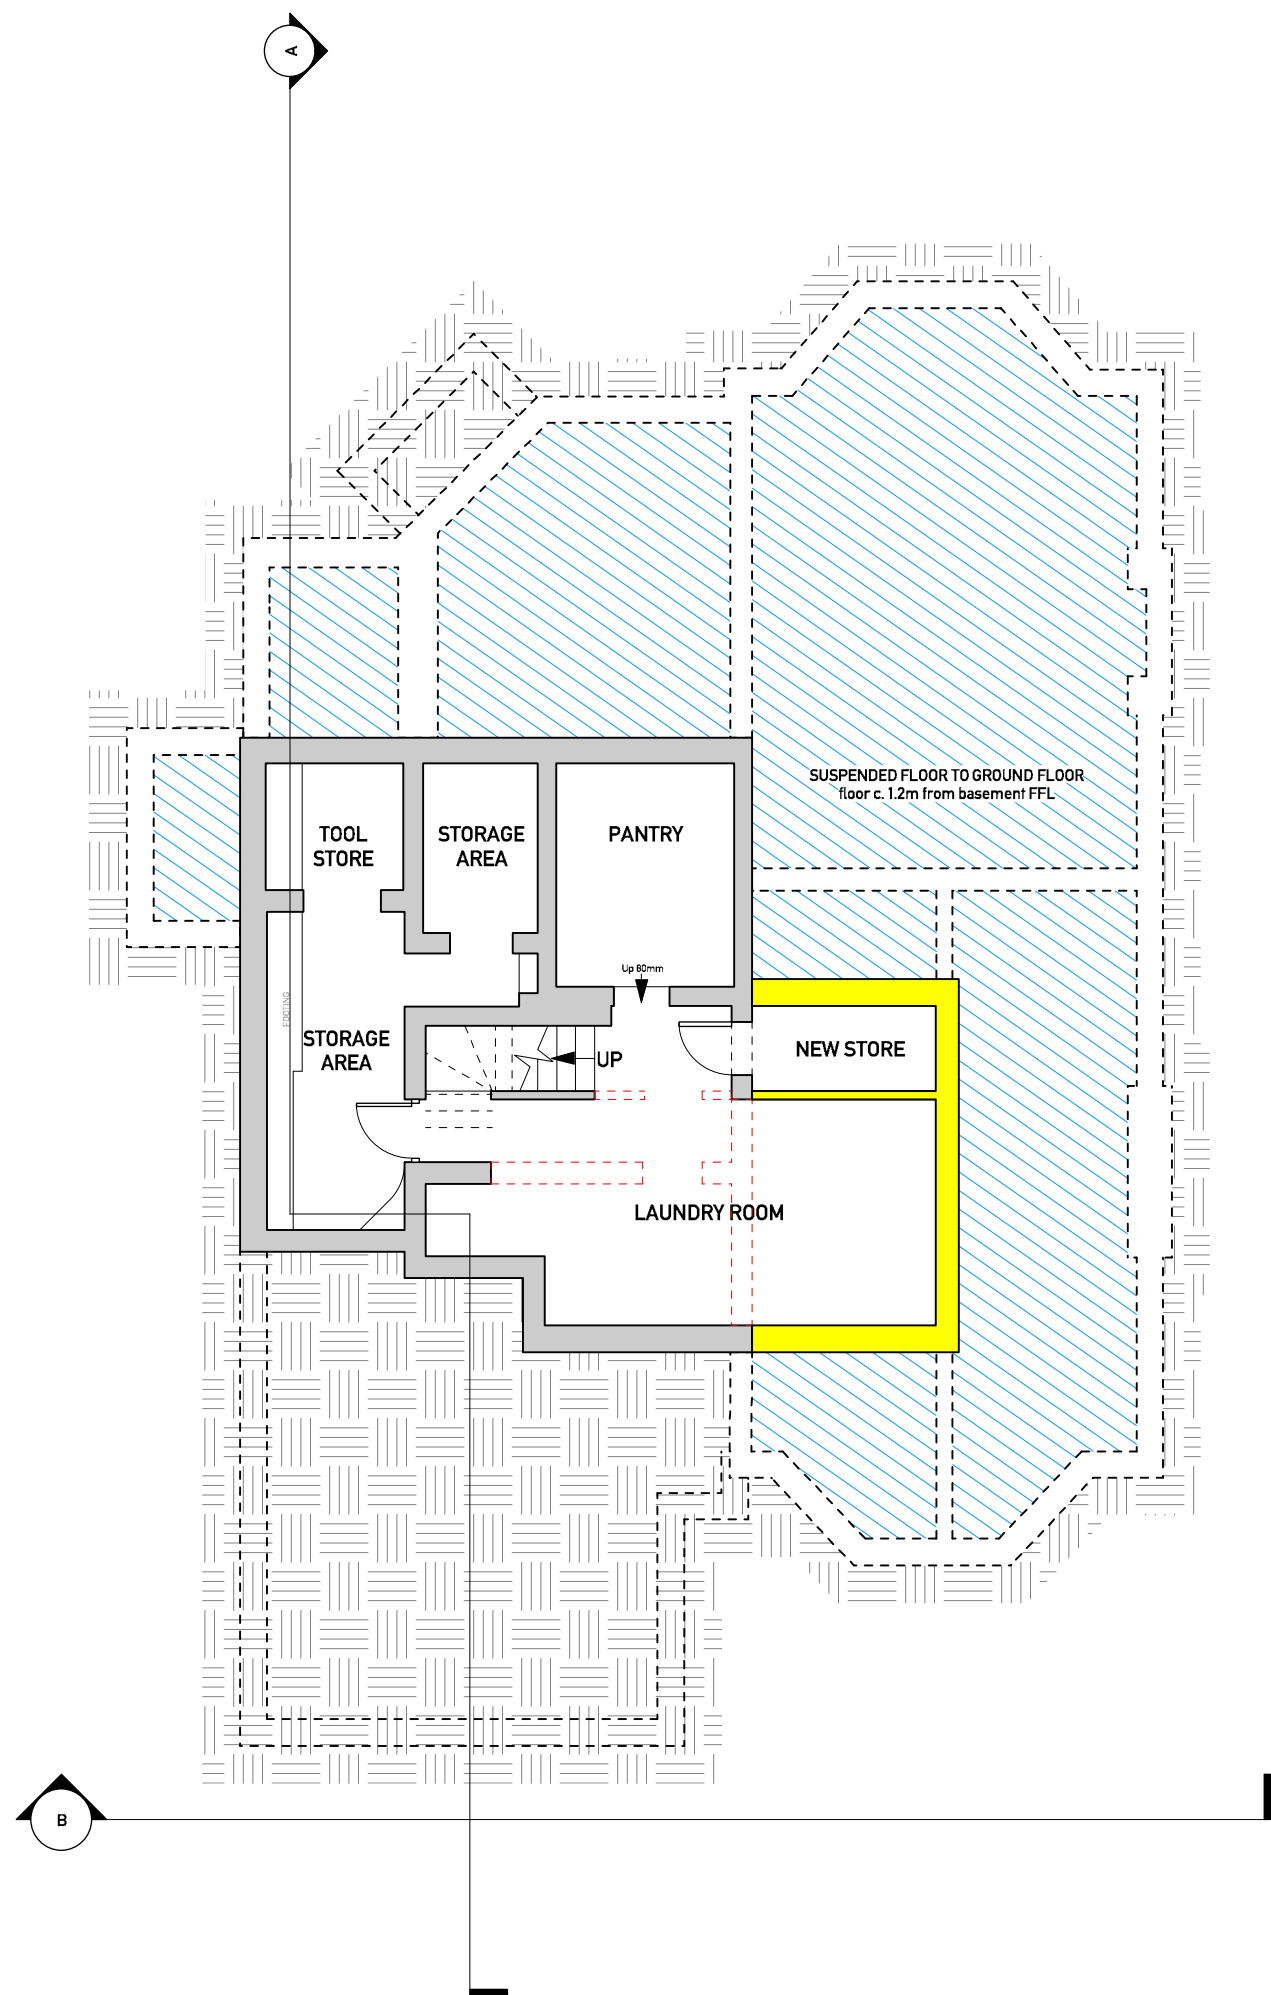 A
SUSPENDED FLOOR TO GROUND FLOOR
floor c. 1.2m from basement FFL
TOOL
STORE
STORAGE
AREA
PANTRY
Up 60mm
FOOTING
STORAGE
AREA
UP
NEW STORE
LAUNDRY ROOM
B